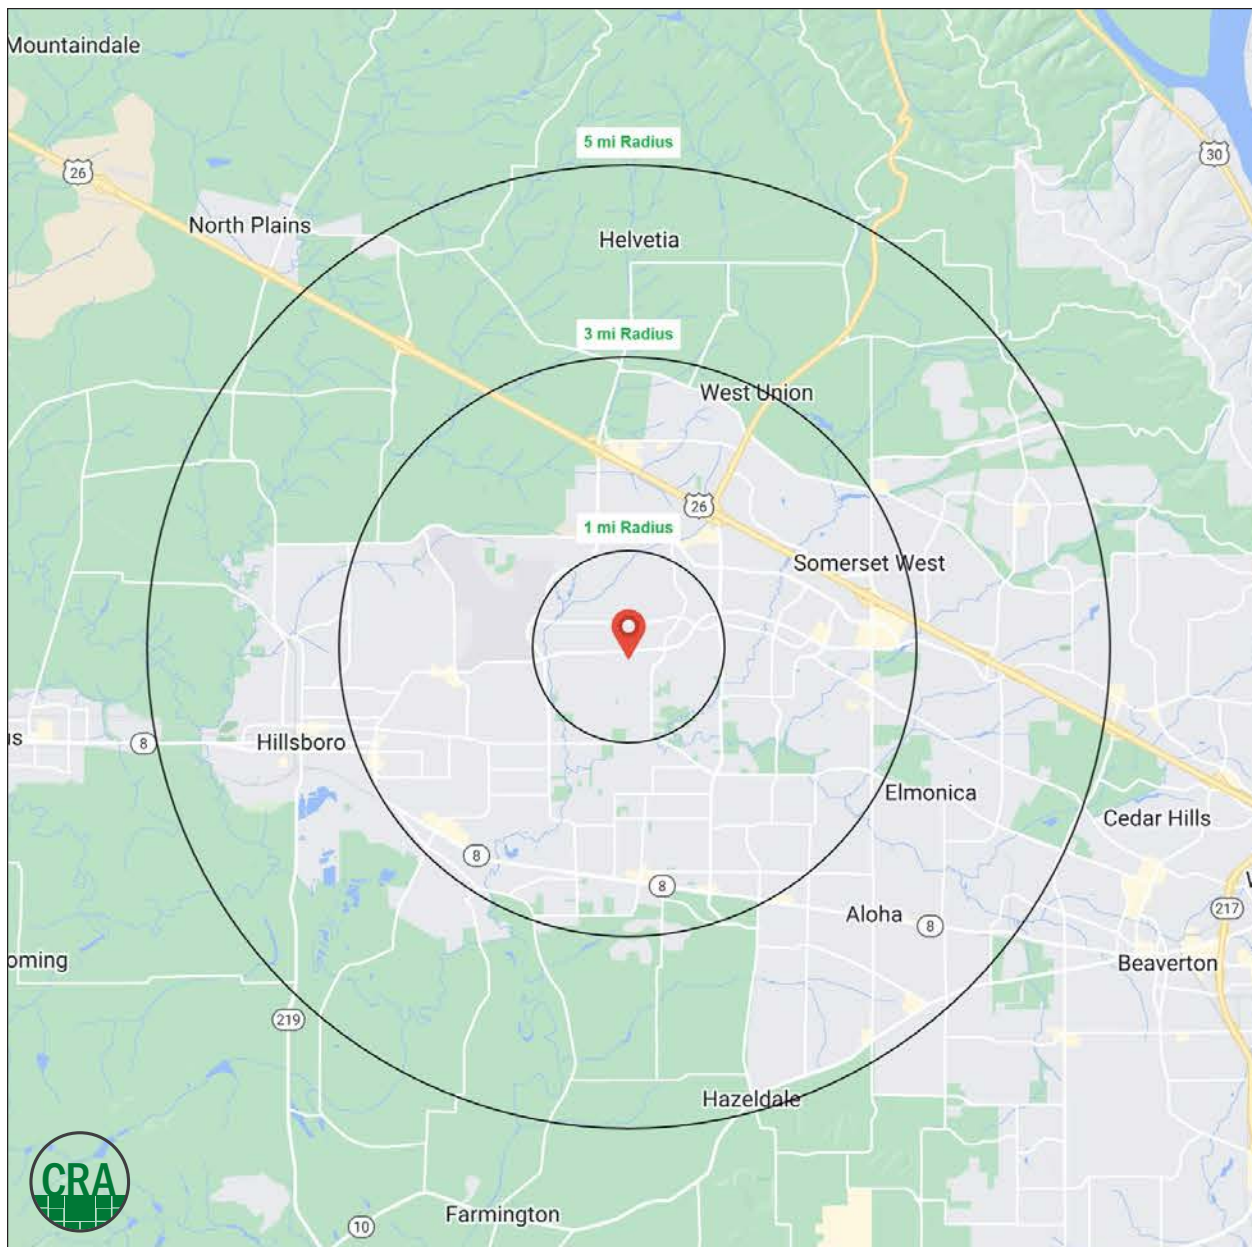 Mountaindale
5 mi Radius
30
26
North Plains
Helvetia
3 mi Radius
West Union
26
1 mi Radius
Somerset West
8
Hillsboro
Elmonica
Cedar Hills
8
8
Aloha
8
217
oming
Beaverton
219
Hazeldale
CRA
Farmington
10